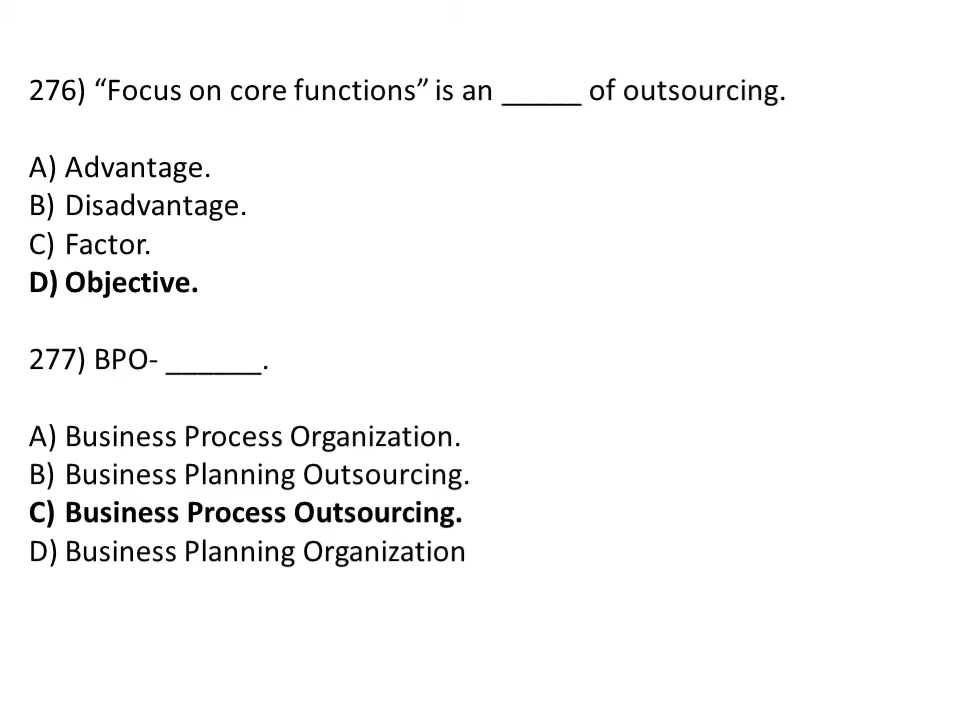 276) “Focus on core functions” is an _____ of outsourcing.
A) Advantage.
B) Disadvantage.
C) Factor.
D) Objective.
277) BPO- ______.
A) Business Process Organization.
B) Business Planning Outsourcing.
C) Business Process Outsourcing.
D) Business Planning Organization